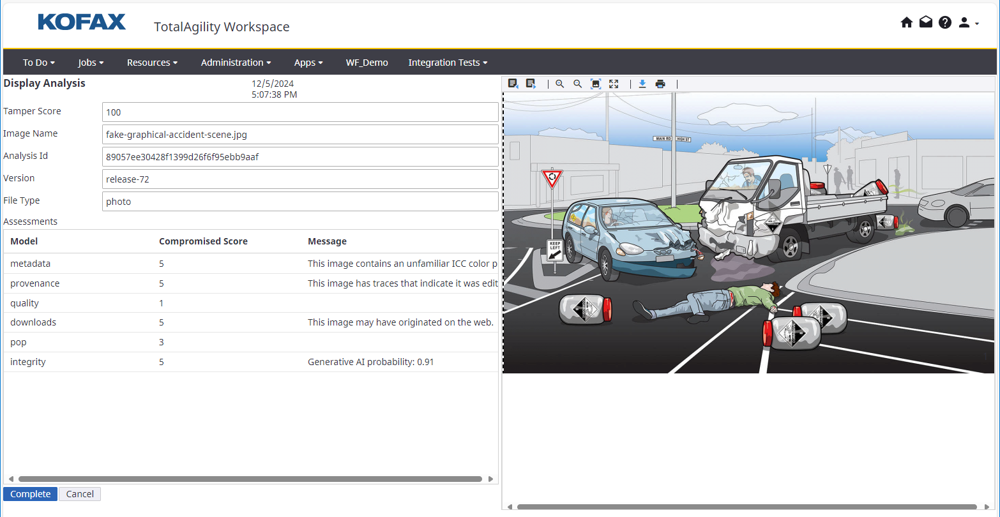 KOFAX
TotalAgility Workspace
To Do Jobs Resources Administration Apps WF_Demo Integration Tests
Display Analysis
12/5/2024
5:07:38 PM
Tamper Score 100
Image Name fake-graphical-accident-scene.jpg
Analysis Id 89057ee30428f1399d26f6f95ebb9aaf
Version release-72
File Type photo
Assessments
Model Compromised Score Message
metadata 5 This image contains an unfamiliar ICC color p
provenance 5 This image has traces that indicate it was edit
quality 1
downloads 5 This image may have originated on the web.
pop 3
integrity 5 Generative AI probability: 0.91
Complete Cancel
MAIN RD HIGH ST
KEEP
LEFT
CORROSIVE